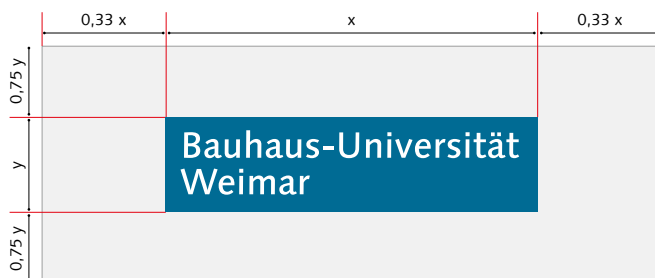 0,33 x
x
0,33 x
0,75 y
y
0,75 y
Bauhaus-Universität
Weimar